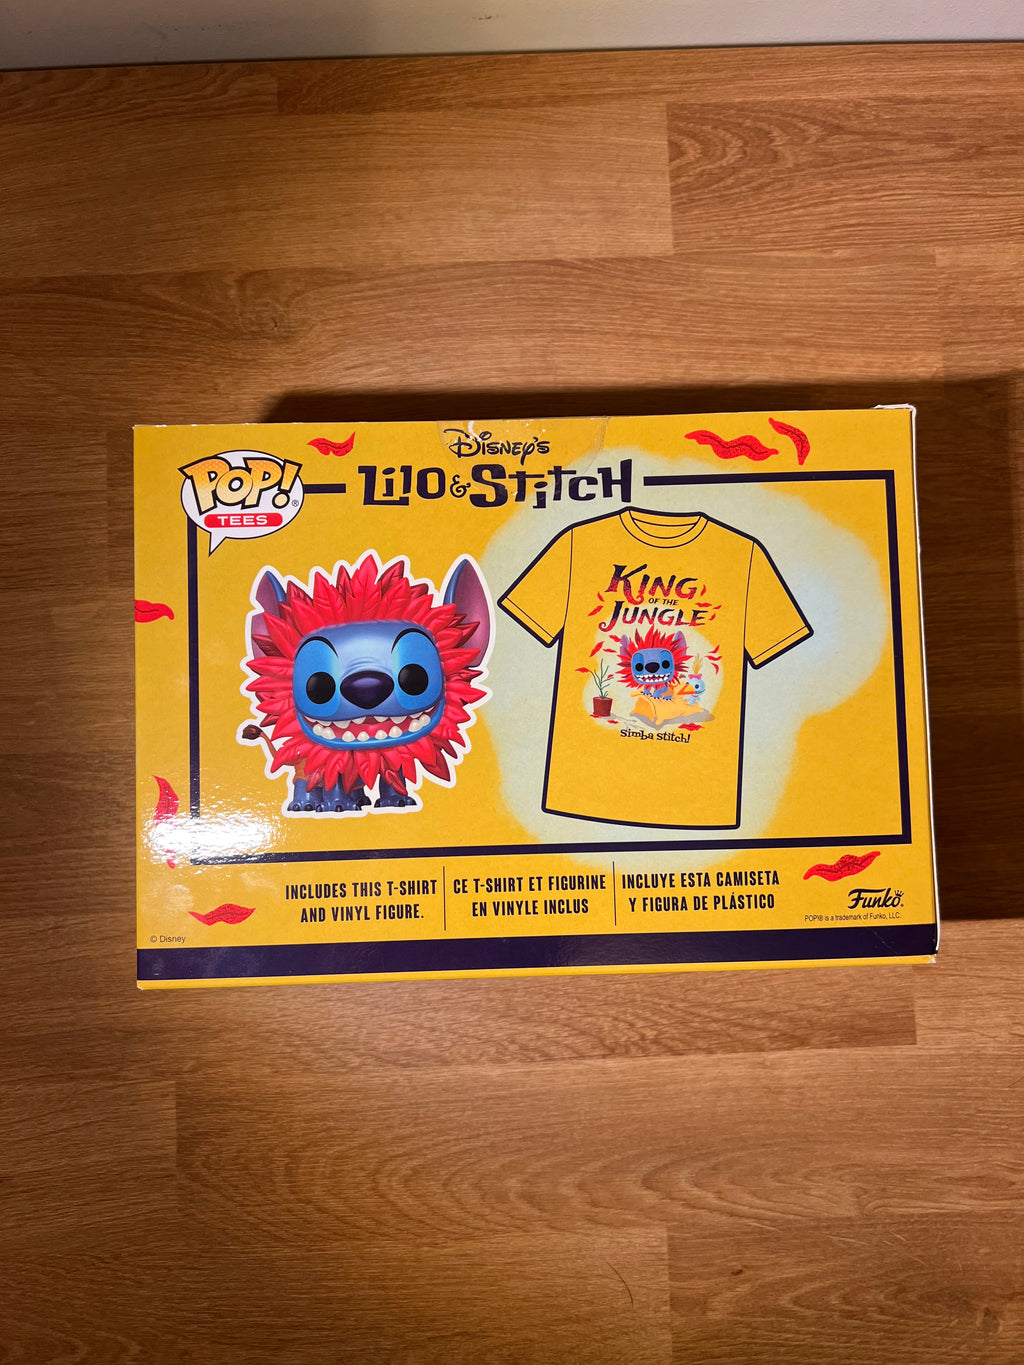 Disney's
Lilo & Stitch
POP!®
TEES
KING
OF THE
JUNGLE
simba stitch!
INCLUDES THIS T-SHIRT
AND VINYL FIGURE.
CE T-SHIRT ET FIGURINE
EN VINYLE INCLUS
INCLUYE ESTA CAMISETA
Y FIGURA DE PLÁSTICO
Funko®
POP!® is a trademark of Funko, LLC.
© Disney